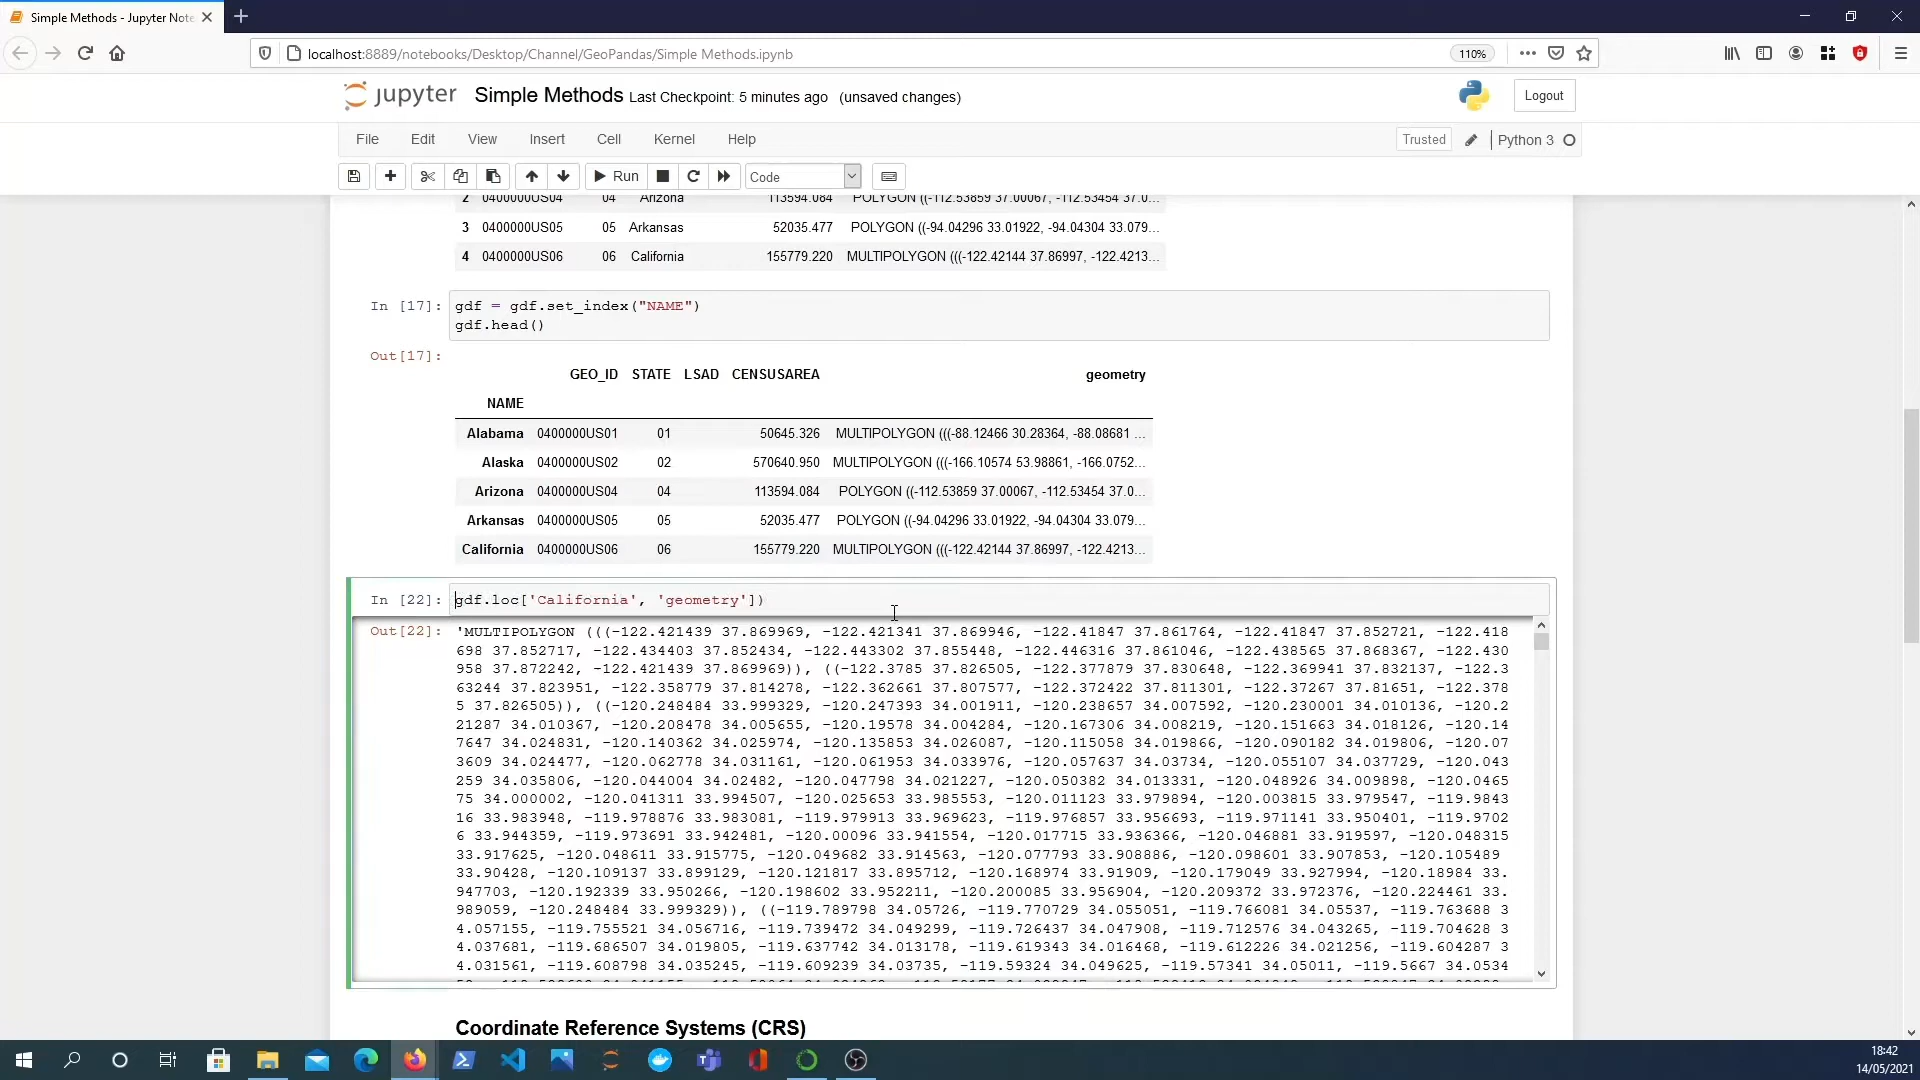 Simple Methods - Jupyter Note
localhost:8889/notebooks/Desktop/Channel/GeoPandas/Simple Methods.ipynb
110%
jupyter
Simple Methods Last Checkpoint: 5 minutes ago (unsaved changes)
Logout
File Edit View Insert Cell Kernel Help
Trusted
Python 3
Run
Code
2 0400000US04 04 Arizona 113594.084 POLYGON ((-112.53859 37.00067, -112.53454 37.0...
3 0400000US05 05 Arkansas 52035.477 POLYGON ((-94.04296 33.01922, -94.04304 33.079...
4 0400000US06 06 California 155779.220 MULTIPOLYGON (((-122.42144 37.86997, -122.4213...
In [17]: gdf = gdf.set_index("NAME")
gdf.head()
Out[17]:
GEO_ID STATE LSAD CENSUSAREA geometry
NAME
Alabama 0400000US01 01 50645.326 MULTIPOLYGON (((-88.12466 30.28364, -88.08681 ...
Alaska 0400000US02 02 570640.950 MULTIPOLYGON (((-166.10574 53.98861, -166.0752...
Arizona 0400000US04 04 113594.084 POLYGON ((-112.53859 37.00067, -112.53454 37.0...
Arkansas 0400000US05 05 52035.477 POLYGON ((-94.04296 33.01922, -94.04304 33.079...
California 0400000US06 06 155779.220 MULTIPOLYGON (((-122.42144 37.86997, -122.4213...
In [22]: gdf.loc['California', 'geometry'])
Out[22]: 'MULTIPOLYGON (((-122.421439 37.869969, -122.421341 37.869946, -122.41847 37.861764, -122.41847 37.852721, -122.418
698 37.852717, -122.434403 37.852434, -122.443302 37.855448, -122.446316 37.861046, -122.438565 37.868367, -122.430
958 37.872242, -122.421439 37.869969)), ((-122.3785 37.826505, -122.377879 37.830648, -122.369941 37.832137, -122.3
63244 37.823951, -122.358779 37.814278, -122.362661 37.807577, -122.372422 37.811301, -122.37267 37.81651, -122.378
5 37.826505)), ((-120.248484 33.999329, -120.247393 34.001911, -120.238657 34.007592, -120.230001 34.010136, -120.2
21287 34.010367, -120.208478 34.005655, -120.19578 34.004284, -120.167306 34.008219, -120.151663 34.018126, -120.14
7647 34.024831, -120.140362 34.025974, -120.135853 34.026087, -120.115058 34.019866, -120.090182 34.019806, -120.07
3609 34.024477, -120.062778 34.031161, -120.061953 34.033976, -120.057637 34.03734, -120.055107 34.037729, -120.043
259 34.035806, -120.044004 34.02482, -120.047798 34.021227, -120.050382 34.013331, -120.048926 34.009898, -120.0465
75 34.000002, -120.041311 33.994507, -120.025653 33.985553, -120.011123 33.979894, -120.003815 33.979547, -119.9843
16 33.983948, -119.978876 33.983081, -119.979913 33.969623, -119.976857 33.956693, -119.971141 33.950401, -119.9702
6 33.944359, -119.973691 33.942481, -120.00096 33.941554, -120.017715 33.936366, -120.046881 33.919597, -120.048315
33.917625, -120.048611 33.915775, -120.049682 33.914563, -120.077793 33.908886, -120.098601 33.907853, -120.105489
33.90428, -120.109137 33.899129, -120.121817 33.895712, -120.168974 33.91909, -120.179049 33.927994, -120.18984 33.
947703, -120.192339 33.950266, -120.198602 33.952211, -120.200085 33.956904, -120.209372 33.972376, -120.224461 33.
989059, -120.248484 33.999329)), ((-119.789798 34.05726, -119.770729 34.055051, -119.766081 34.05537, -119.763688 3
4.057155, -119.755521 34.056716, -119.739472 34.049299, -119.726437 34.047908, -119.712576 34.043265, -119.704628 3
4.037681, -119.686507 34.019805, -119.637742 34.013178, -119.619343 34.016468, -119.612226 34.021256, -119.604287 3
4.031561, -119.608798 34.035245, -119.609239 34.03735, -119.59324 34.049625, -119.57341 34.05011, -119.5667 34.0534
Coordinate Reference Systems (CRS)
18:42
14/05/2021